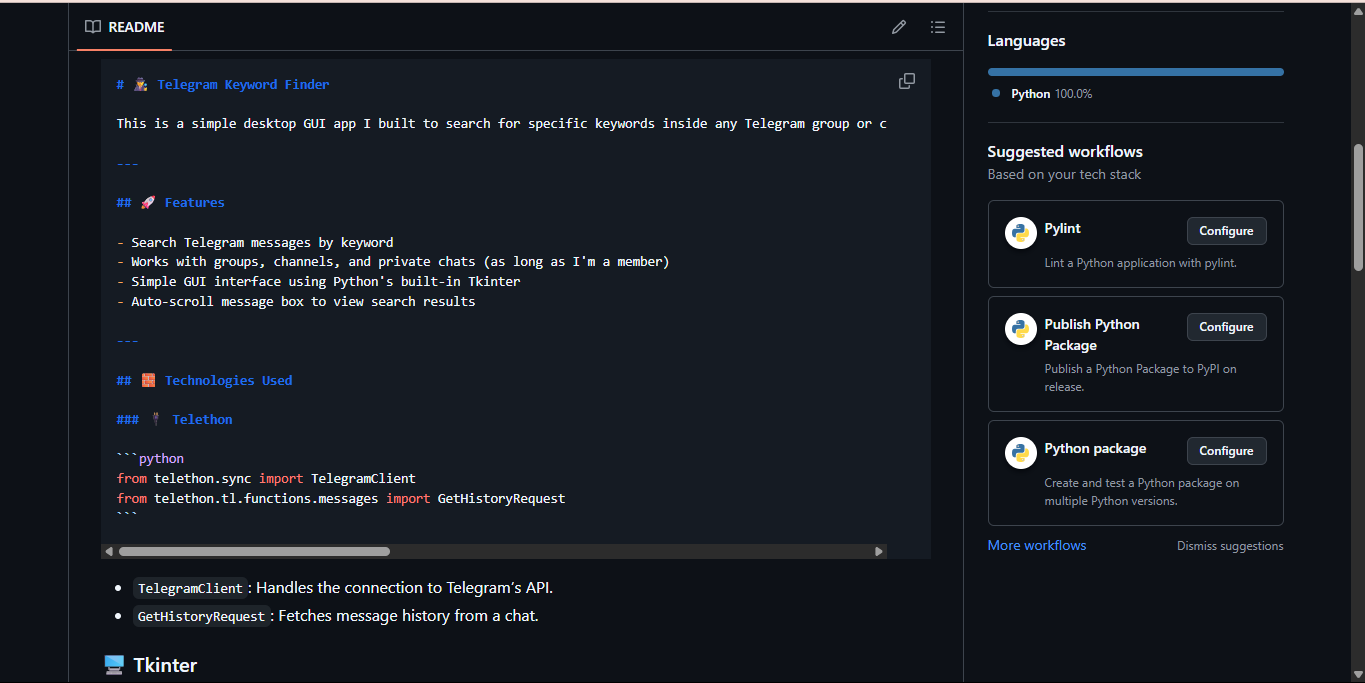 README
# 🕵️ Telegram Keyword Finder
This is a simple desktop GUI app I built to search for specific keywords inside any Telegram group or c
---
## 🚀 Features
- Search Telegram messages by keyword
- Works with groups, channels, and private chats (as long as I'm a member)
- Simple GUI interface using Python's built-in Tkinter
- Auto-scroll message box to view search results
---
## 🧱 Technologies Used
### 🕴 Telethon
```python
from telethon.sync import TelegramClient
from telethon.tl.functions.messages import GetHistoryRequest
```
TelegramClient: Handles the connection to Telegram’s API.
GetHistoryRequest: Fetches message history from a chat.
🖥️ Tkinter
Languages
Python 100.0%
Suggested workflows
Based on your tech stack
Pylint
Configure
Lint a Python application with pylint.
Publish Python
Package
Configure
Publish a Python Package to PyPI on
release.
Python package
Configure
Create and test a Python package on
multiple Python versions.
More workflows
Dismiss suggestions